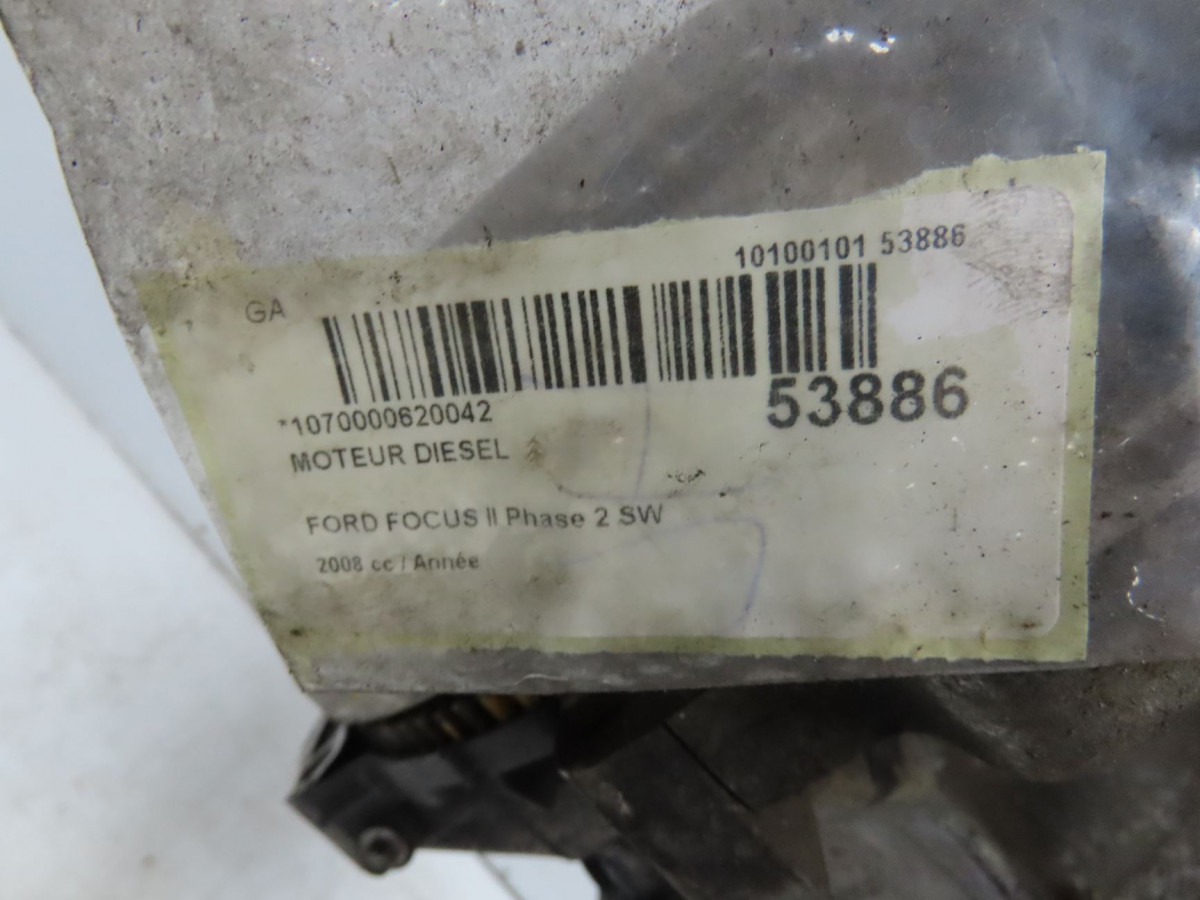 10100101 53886
GA
53886
*1070000620042
MOTEUR DIESEL
FORD FOCUS II Phase 2 SW
2008 cc / Année